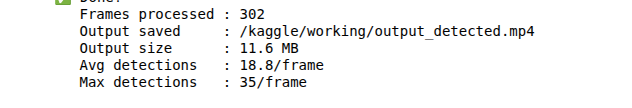 Frames processed : 302
Output saved     : /kaggle/working/output_detected.mp4
Output size      : 11.6 MB
Avg detections   : 18.8/frame
Max detections   : 35/frame